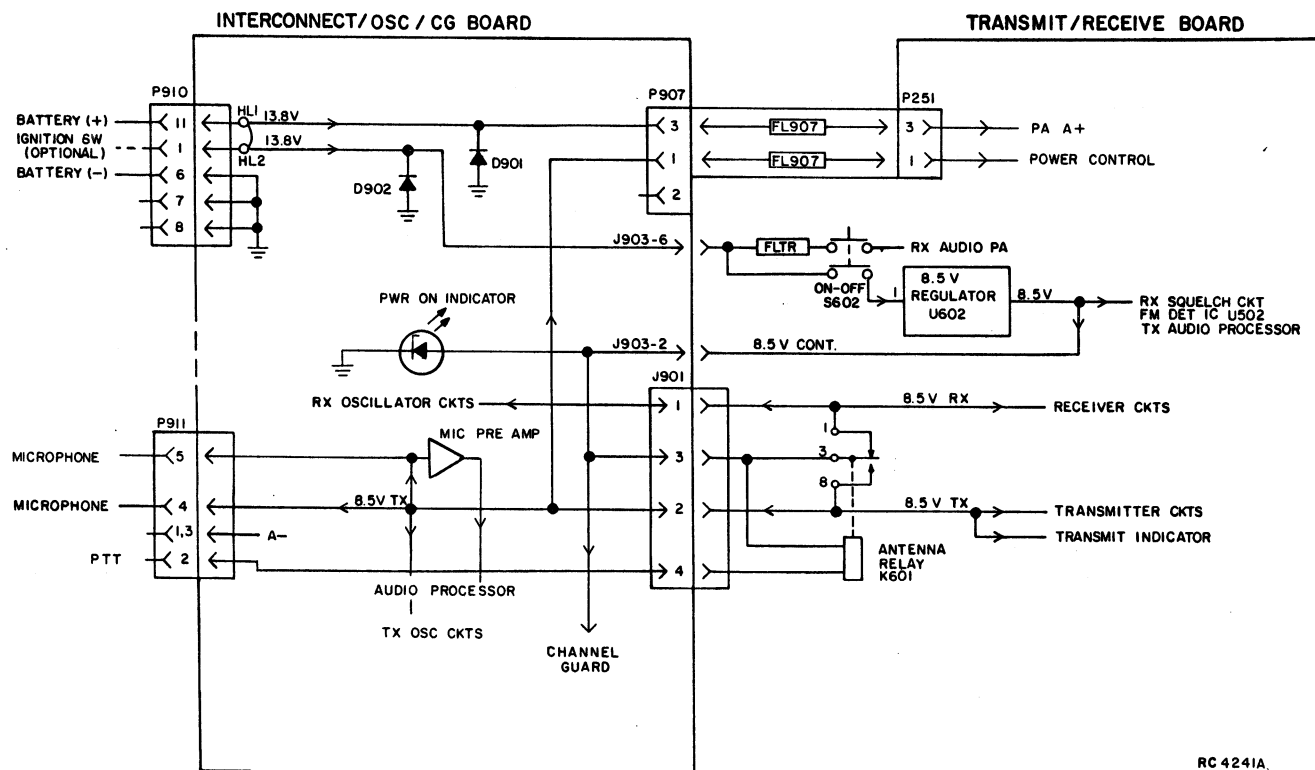 INTERCONNECT/OSC/CG BOARD
TRANSMIT/RECEIVE BOARD
P910
P907
P251
BATTERY (+)
11
HL1
13.8V
3
FL907
3
PA A+
IGNITION 6W
(OPTIONAL)
1
HL2
13.8V
1
FL907
1
POWER CONTROL
BATTERY (-)
6
D902
D901
7
2
8
J903-6
FLTR
RX AUDIO PA
ON-OFF
S602
1
8.5 V
REGULATOR
U602
8.5V
RX SQUELCH CKT
FM DET IC U502
TX AUDIO PROCESSOR
PWR ON INDICATOR
J903-2
8.5 V CONT.
J901
RX OSCILLATOR CKTS
1
8.5V RX
RECEIVER CKTS
P911
MIC PRE AMP
1
MICROPHONE
5
3
3
8
MICROPHONE
4
8.5V TX
2
8.5V TX
TRANSMITTER CKTS
1,3
A-
TRANSMIT INDICATOR
PTT
2
4
ANTENNA
RELAY
K601
AUDIO PROCESSOR
TX OSC CKTS
CHANNEL
GUARD
RC 4241A